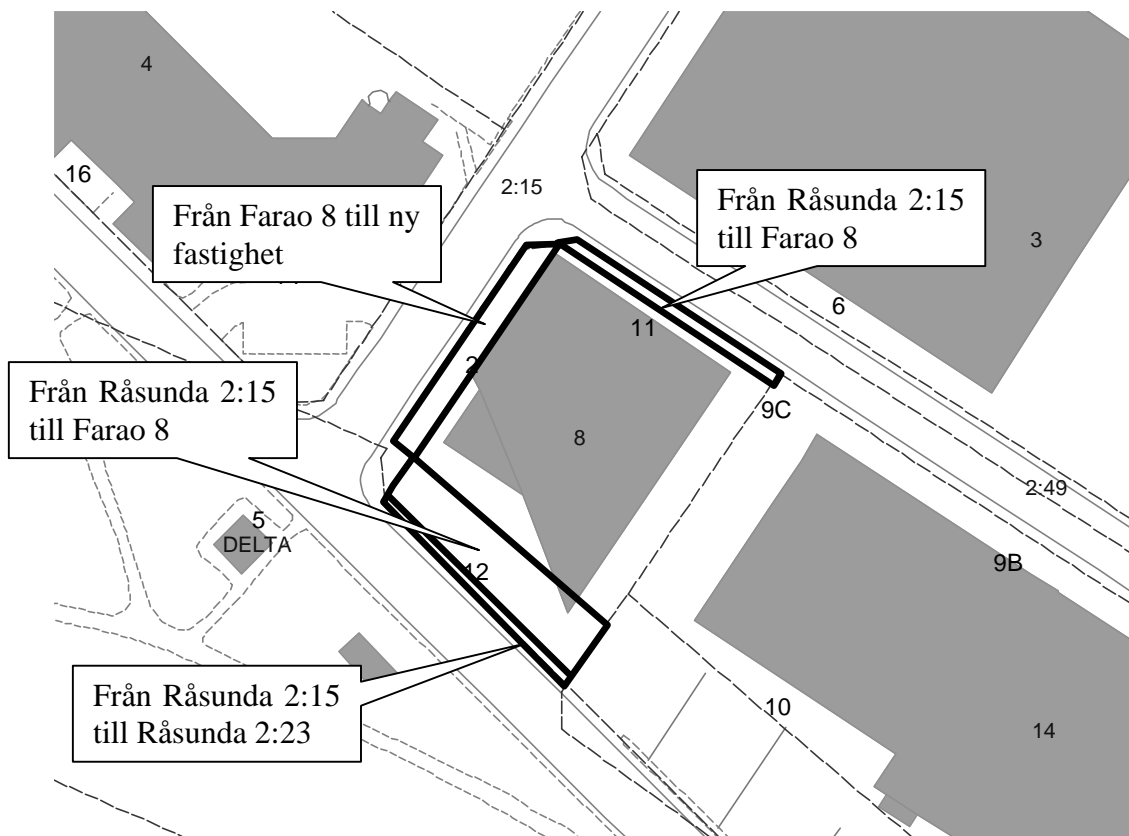 4
16
2:15
Från Farao 8 till ny
fastighet
Från Råsunda 2:15
till Farao 8
3
6
11
2
Från Råsunda 2:15
till Farao 8
9C
8
2:49
5
DELTA
12
9B
Från Råsunda 2:15
till Råsunda 2:23
10
14